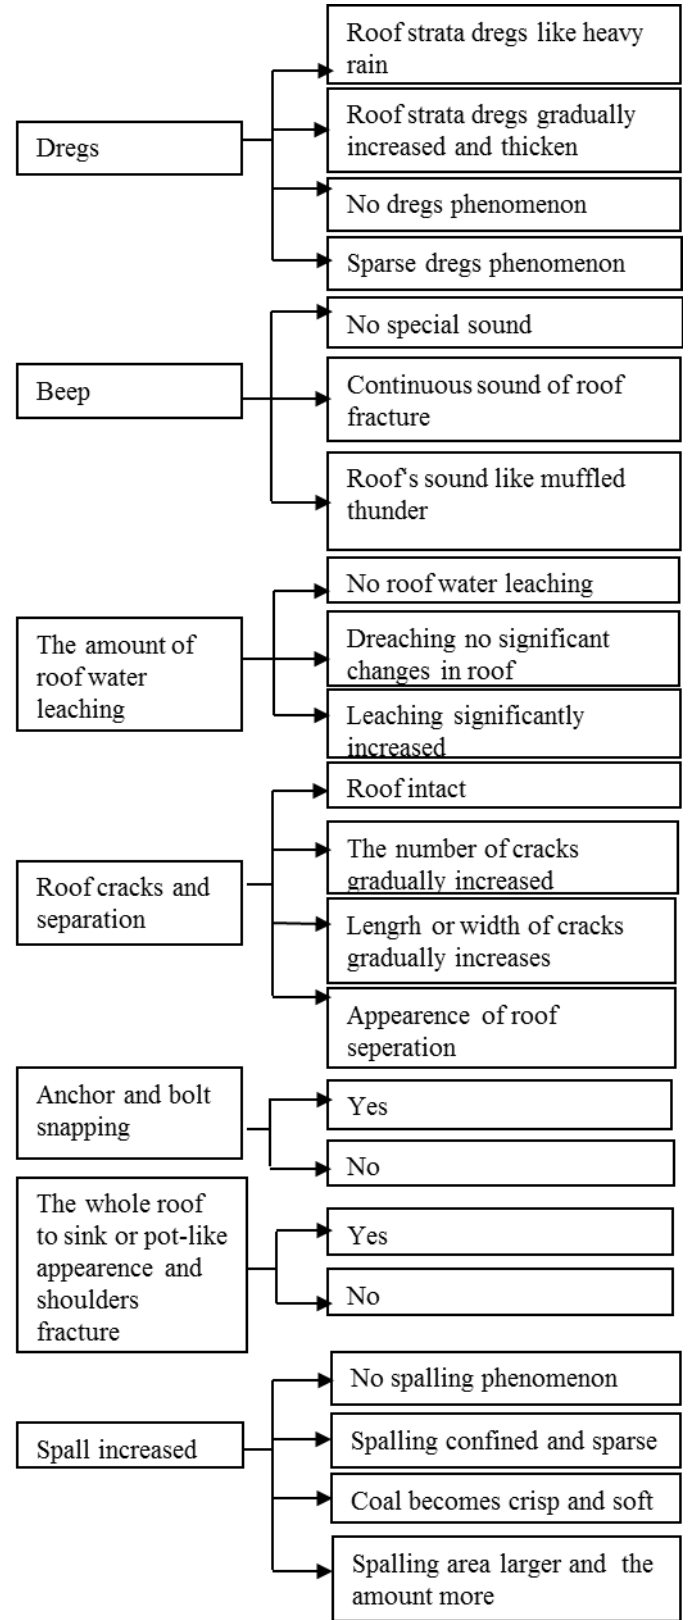 Dregs
Roof strata dregs like heavy
rain
Roof strata dregs gradually
increased and thicken
No dregs phenomenon
Sparse dregs phenomenon
Beep
No special sound
Continuous sound of roof
fracture
Roof's sound like muffled
thunder
The amount of
roof water
leaching
No roof water leaching
Dreaching no significant
changes in roof
Leaching significantly
increased
Roof cracks and
separation
Roof intact
The number of cracks
gradually increased
Lengrh or width of cracks
gradually increases
Appearence of roof
seperation
Anchor and bolt
snapping
Yes
No
The whole roof
to sink or pot-like
appearence and
shoulders
fracture
Yes
No
Spall increased
No spalling phenomenon
Spalling confined and sparse
Coal becomes crisp and soft
Spalling area larger and the
amount more